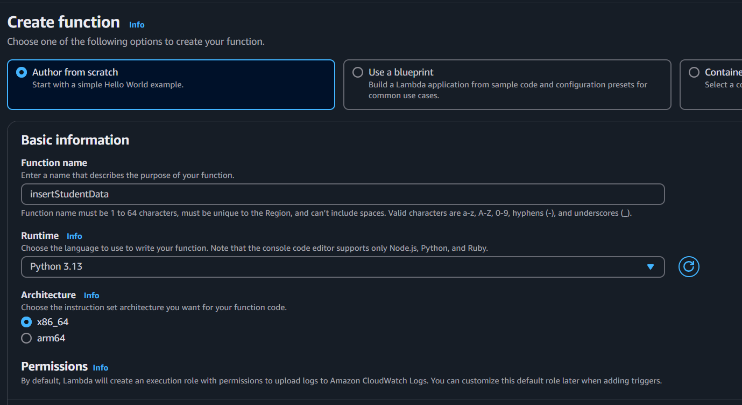 Create function Info
Choose one of the following options to create your function.
Author from scratch
Start with a simple Hello World example.
Use a blueprint
Build a Lambda application from sample code and configuration presets for
common use cases.
Containe
Select a co
Basic information
Function name
Enter a name that describes the purpose of your function.
insertStudentData
Function name must be 1 to 64 characters, must be unique to the Region, and can't include spaces. Valid characters are a-z, A-Z, 0-9, hyphens (-), and underscores (_).
Runtime Info
Choose the language to use to write your function. Note that the console code editor supports only Node.js, Python, and Ruby.
Python 3.13
Architecture Info
Choose the instruction set architecture you want for your function code.
x86_64
arm64
Permissions Info
By default, Lambda will create an execution role with permissions to upload logs to Amazon CloudWatch Logs. You can customize this default role later when adding triggers.